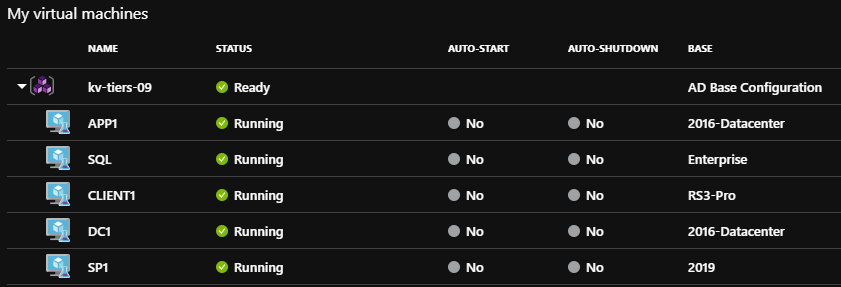 My virtual machines
NAME STATUS AUTO-START AUTO-SHUTDOWN BASE
kv-tiers-09 Ready AD Base Configuration
APP1 Running No No 2016-Datacenter
SQL Running No No Enterprise
CLIENT1 Running No No RS3-Pro
DC1 Running No No 2016-Datacenter
SP1 Running No No 2019